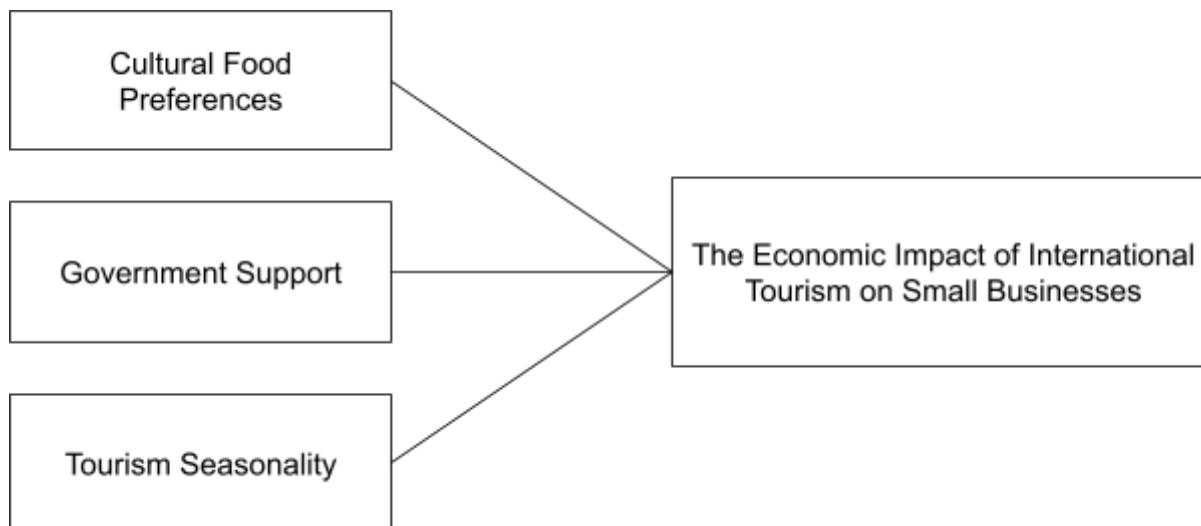 Cultural Food
Preferences
Government Support
Tourism Seasonality
The Economic Impact of International
Tourism on Small Businesses